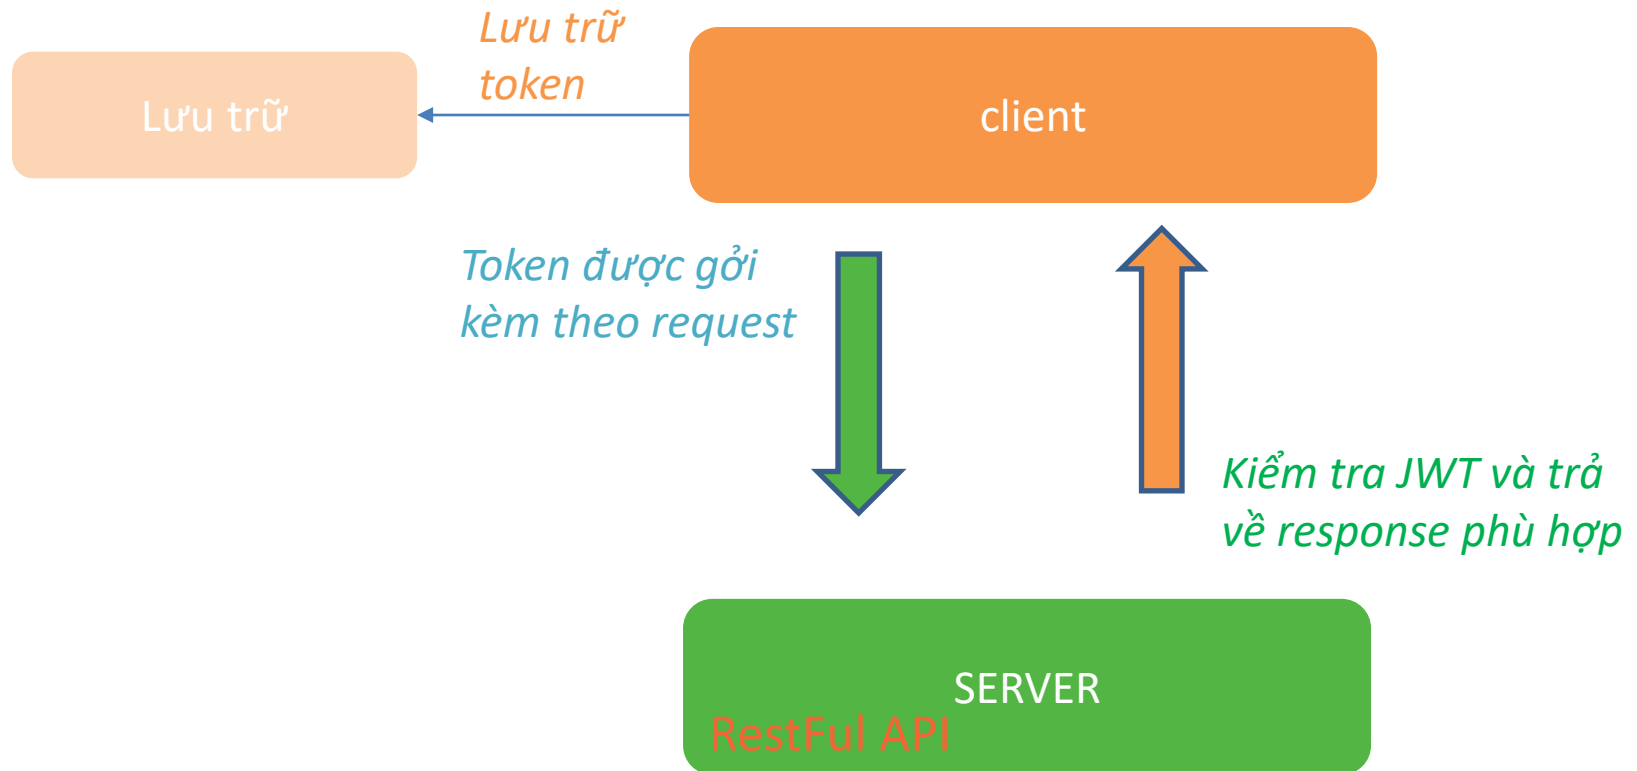 Lưu trữ
token
Lưu trữ
client
Token được gởi
kèm theo request
Kiểm tra JWT và trả
về response phù hợp
SERVER
RestFul API